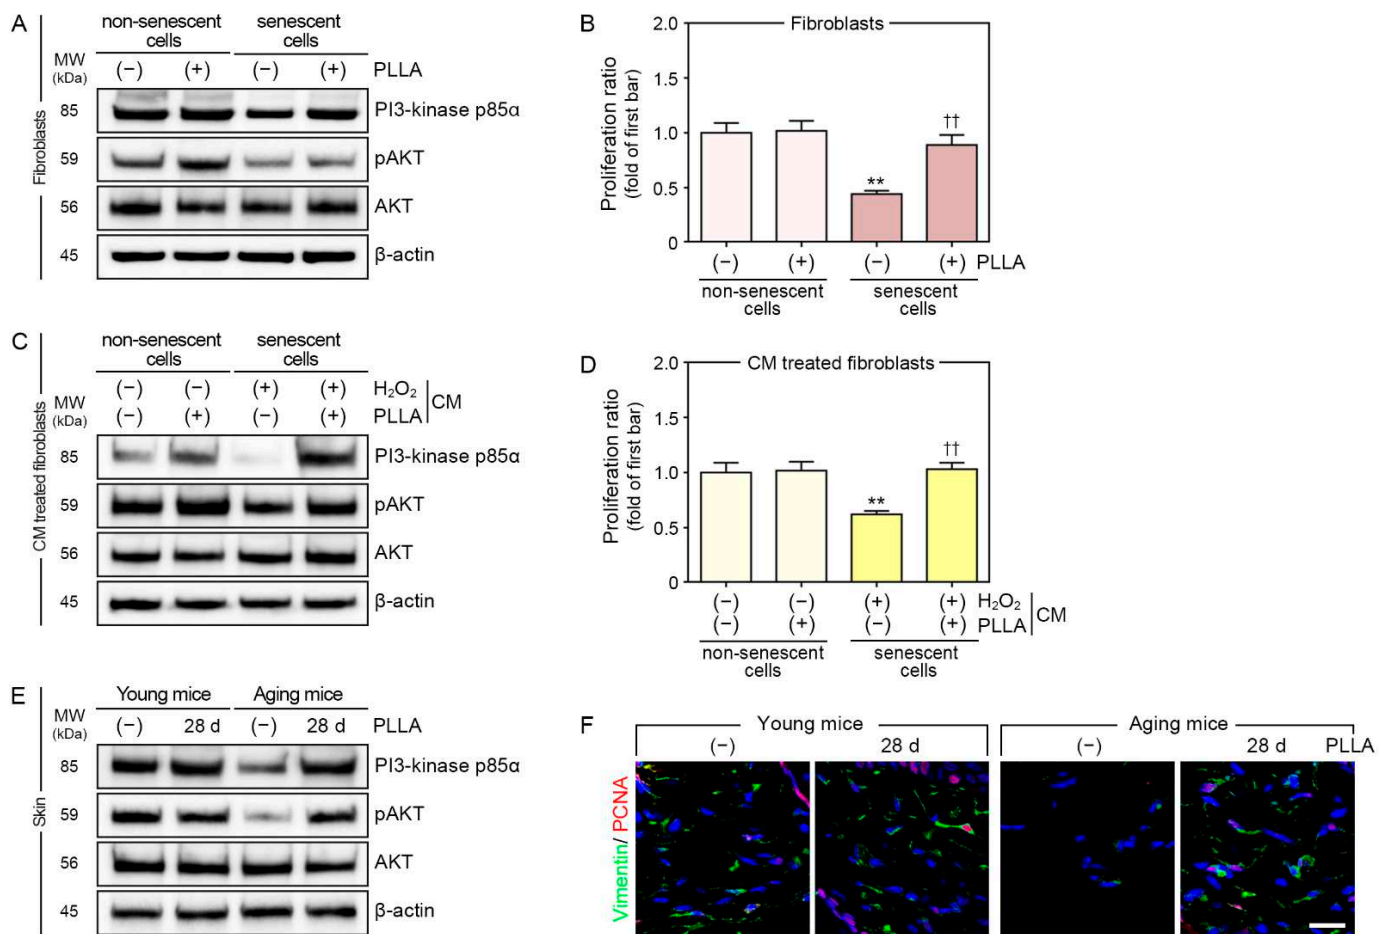 A
non-senescent cells
senescent cells
MW (kDa)
(−) (+) (−) (+) PLLA
Fibroblasts
85 PI3-kinase p85α
59 pAKT
56 AKT
45 β-actin
B
Fibroblasts
Proliferation ratio
(fold of first bar)
2.0
1.5
1.0
0.5
0
**
††
(−) (+) (−) (+) PLLA
non-senescent cells
senescent cells
C
non-senescent cells
senescent cells
MW (kDa)
(−) (−) (+) (+) H₂O₂
(−) (+) (−) (+) PLLA
CM
CM treated fibroblasts
85 PI3-kinase p85α
59 pAKT
56 AKT
45 β-actin
D
CM treated fibroblasts
Proliferation ratio
(fold of first bar)
2.0
1.5
1.0
0.5
0
**
††
(−) (−) (+) (+) H₂O₂
(−) (+) (−) (+) PLLA
CM
non-senescent cells
senescent cells
E
Young mice Aging mice
MW (kDa)
(−) 28 d (−) 28 d PLLA
Skin
85 PI3-kinase p85α
59 pAKT
56 AKT
45 β-actin
F
Young mice Aging mice
(−) 28 d (−) 28 d PLLA
Vimentin/ PCNA